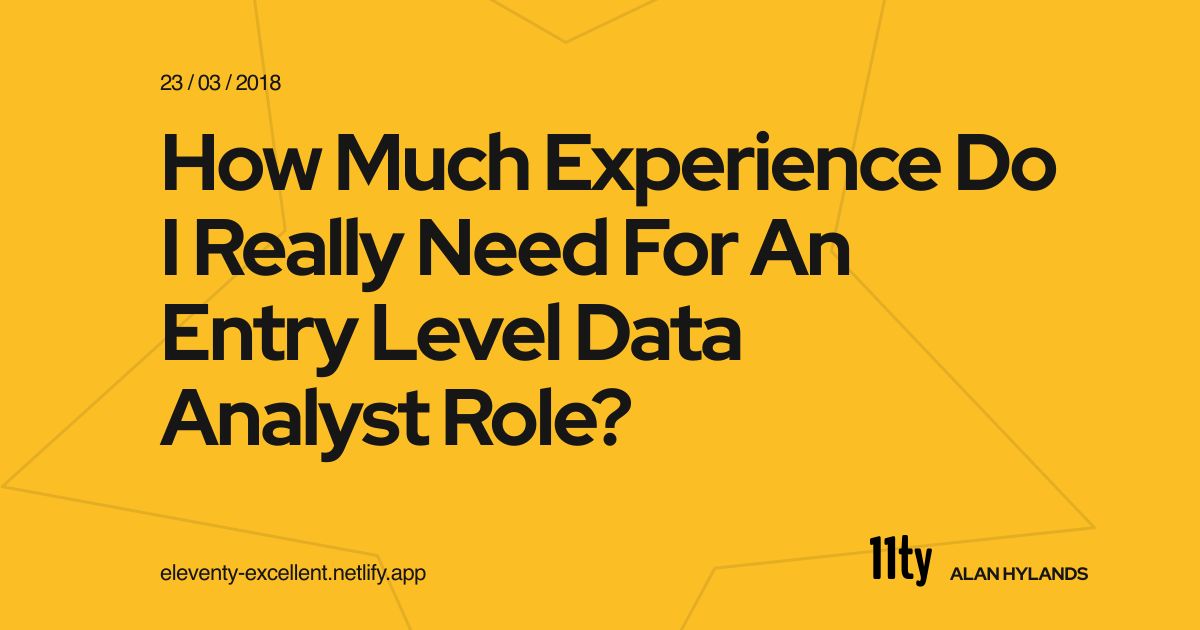 23 / 03 / 2018
How Much Experience Do
I Really Need For An
Entry Level Data
Analyst Role?
eleventy-excellent.netlify.app
11ty ALAN HYLANDS